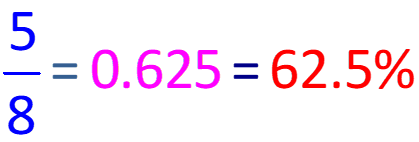 5/8 = 0.625 = 62.5%